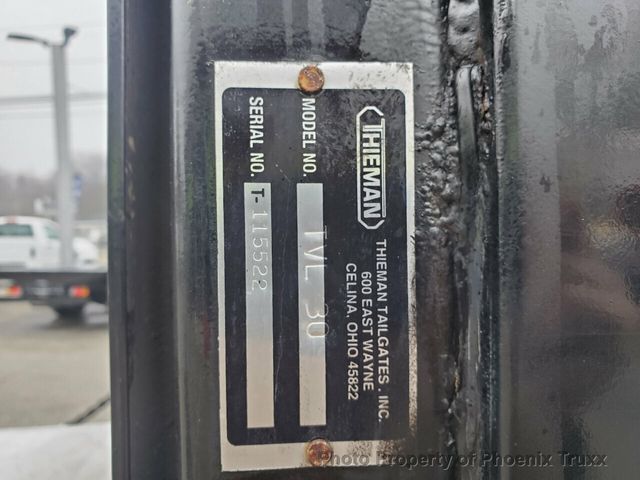 THIEMAN
THIEMAN TAILGATES, INC.
600 EAST WAYNE
CELINA, OHIO 45822
MODEL NO. TVL 30
SERIAL NO. T-115522
Photo Property of Phoenix Truxx